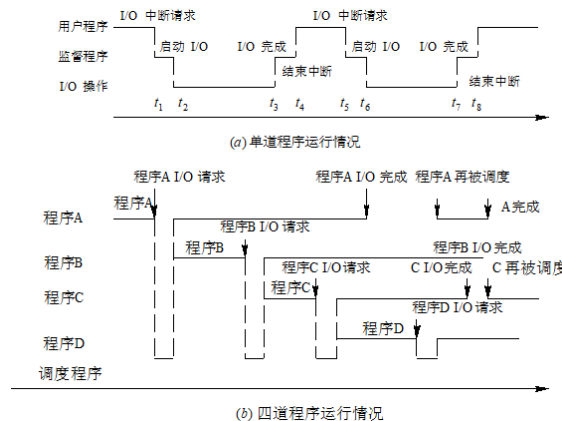 I/O 中断请求 I/O 中断请求
用户程序
启动 I/O I/O 完成 启动 I/O I/O 完成
监督程序
结束中断 结束中断
I/O 操作
t1 t2 t3 t4 t5 t6 t7 t8
(a) 单道程序运行情况
程序A I/O 请求 程序A I/O 完成 程序A 再被调度
程序A A完成
程序A
程序B I/O 请求
程序B 程序B I/O 完成
程序B
程序C I/O 请求 C I/O完成 C 再被调度
程序C
程序C
程序D I/O 请求
程序D
程序D
调度程序
(b) 四道程序运行情况